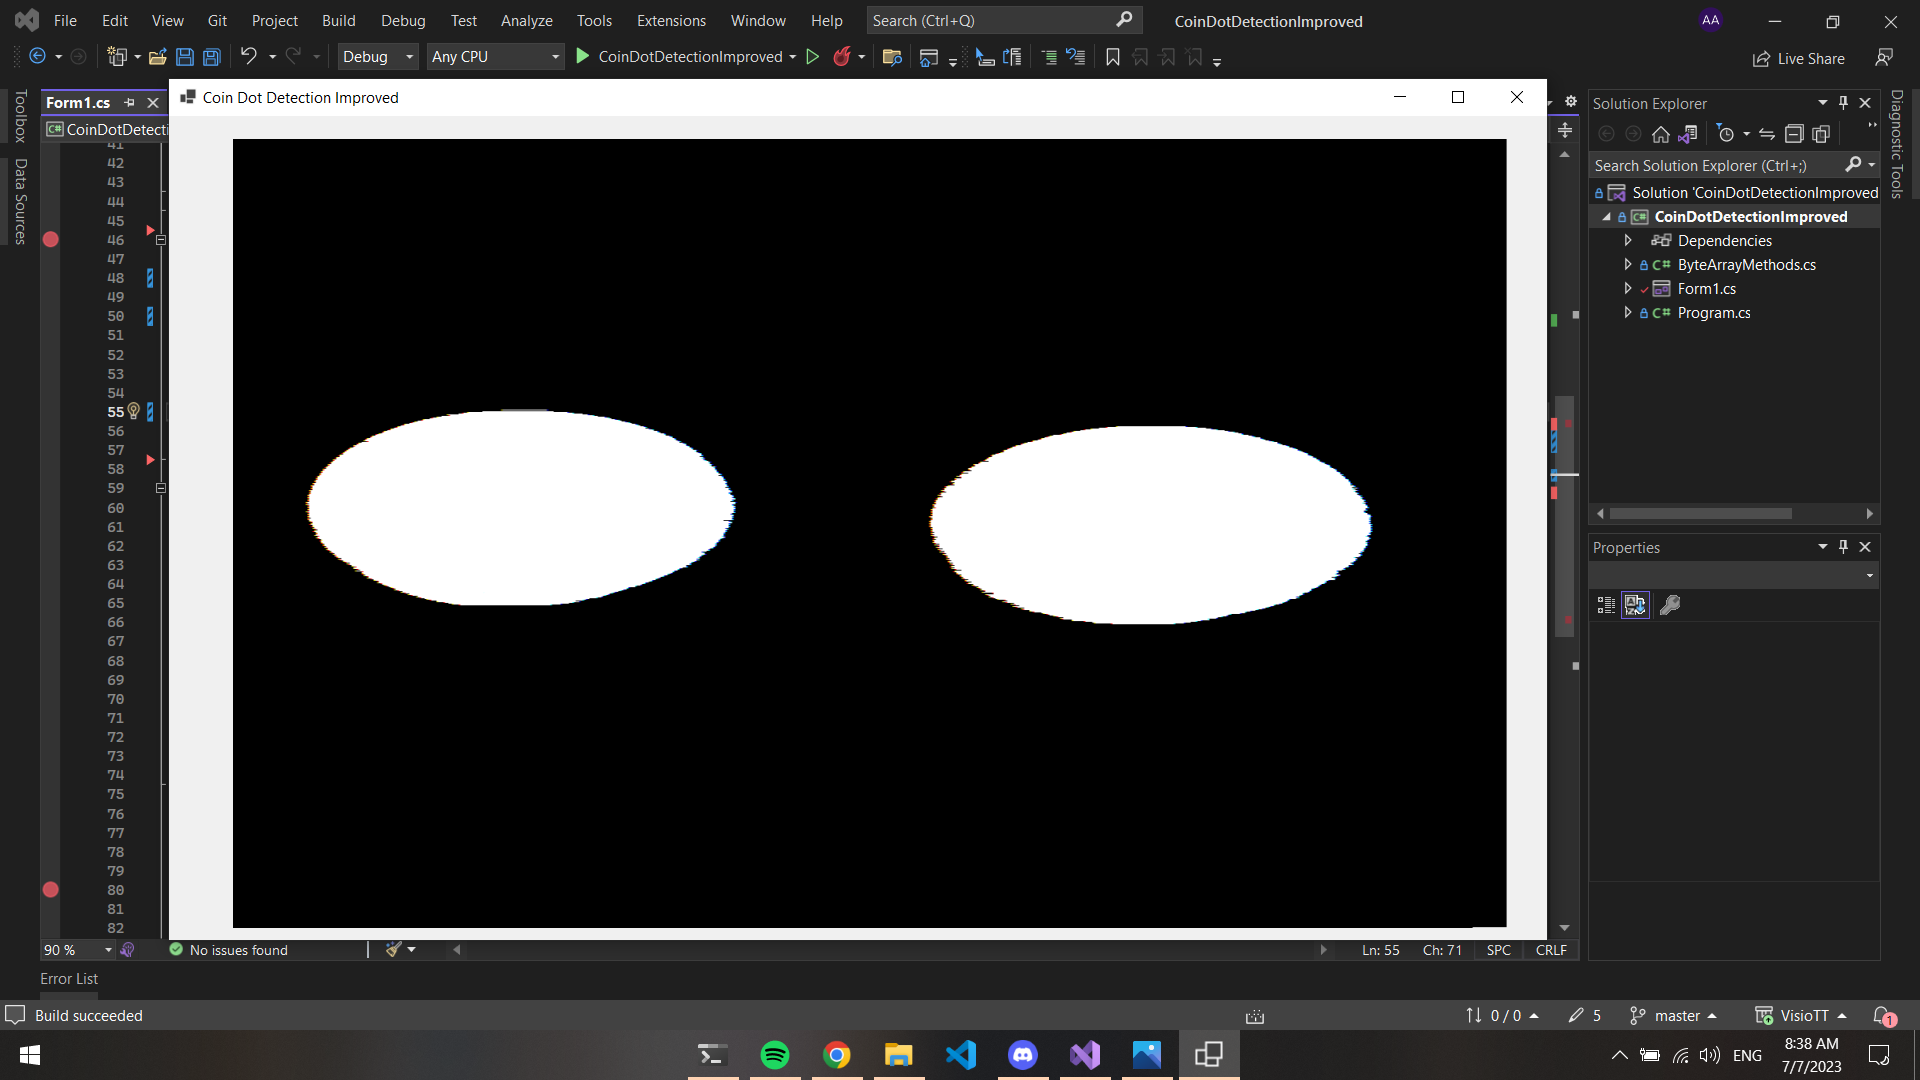 File Edit View Git Project Build Debug Test Analyze Tools Extensions Window Help Search (Ctrl+Q) CoinDotDetectionImproved AA
Debug Any CPU CoinDotDetectionImproved Live Share
Toolbox
Data Sources
Form1.cs
CoinDotDetecti
Coin Dot Detection Improved
41
42
43
44
45
46
47
48
49
50
51
52
53
54
55
56
57
58
59
60
61
62
63
64
65
66
67
68
69
70
71
72
73
74
75
76
77
78
79
80
81
82
Solution Explorer
Search Solution Explorer (Ctrl+;)
Solution 'CoinDotDetectionImproved
C# CoinDotDetectionImproved
Dependencies
C# ByteArrayMethods.cs
Form1.cs
C# Program.cs
Properties
Diagnostic Tools
90 % No issues found Ln: 55 Ch: 71 SPC CRLF
Error List
Build succeeded 0 / 0 5 master VisioTT 1
ENG 8:38 AM
7/7/2023